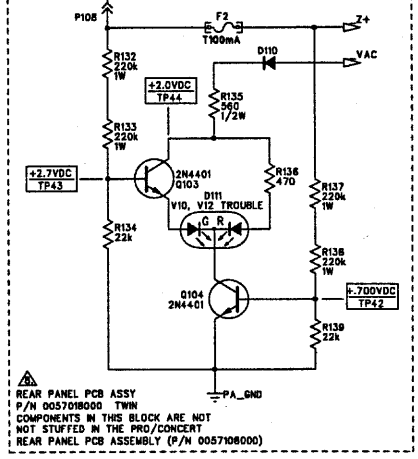 P108
F2
T100mA
Z+
VAC
D110
R132
220k
1W
+2.0VDC
TP44
R135
560
1/2W
R133
220k
1W
+2.7VDC
TP43
2N4401
Q103
R136
470
D111
V10, V12 TROUBLE
G R
R137
220k
1W
R134
22k
Q104
2N4401
R138
220k
1W
+.700VDC
TP42
R139
22k
PA_GND
REAR PANEL PCB ASSY
P/N 0057018000 TWIN
COMPONENTS IN THIS BLOCK ARE NOT
NOT STUFFED IN THE PRO/CONCERT
REAR PANEL PCB ASSEMBLY (P/N 0057108000)